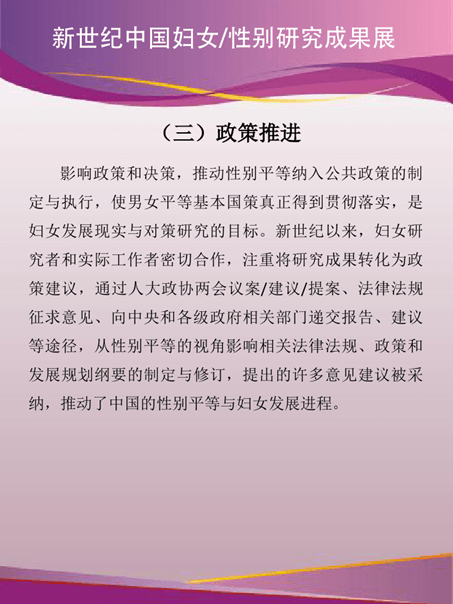 新世纪中国妇女/性别研究成果展
（三）政策推进
影响政策和决策，推动性别平等纳入公共政策的制
定与执行，使男女平等基本国策真正得到贯彻落实，是
妇女发展现实与对策研究的目标。新世纪以来，妇女研
究者和实际工作者密切合作，注重将研究成果转化为政
策建议，通过人大政协两会议案/建议/提案、法律法规
征求意见、向中央和各级政府相关部门递交报告、建议
等途径，从性别平等的视角影响相关法律法规、政策和
发展规划纲要的制定与修订，提出的许多意见建议被采
纳，推动了中国的性别平等与妇女发展进程。